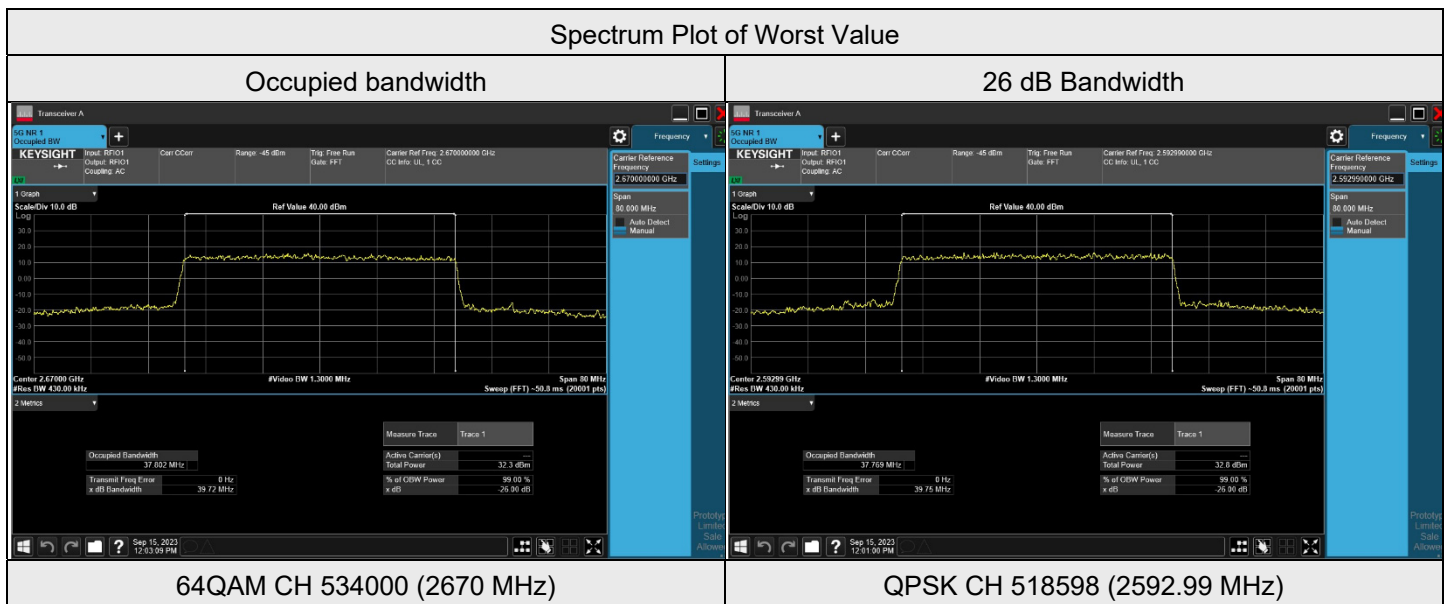 Spectrum Plot of Worst Value
Occupied bandwidth
26 dB Bandwidth
Transceiver A
5G NR 1
Occupied BW
+
Frequency
KEYSIGHT
Input: RFIO1
Output: RFIO1
Coupling: AC
Corr CCorr
Range: -45 dBm
Trig: Free Run
Gate: FFT
Carrier Ref Freq: 2.670000000 GHz
CC Info: UL, 1 CC
Carrier Reference
Frequency
2.670000000 GHz
Settings
Span
80.000 MHz
Auto Detect
Manual
1 Graph
Scale/Div 10.0 dB
Ref Value 40.00 dBm
Log
30.0
20.0
10.0
0.00
-10.0
-20.0
-30.0
-40.0
-50.0
Center 2.67000 GHz
#Video BW 1.3000 MHz
Span 80 MHz
#Res BW 430.00 kHz
Sweep (FFT) ~50.8 ms (20001 pts)
2 Metrics
Measure Trace Trace 1
Occupied Bandwidth
37.802 MHz
Active Carrier(s) ---
Total Power 32.3 dBm
Transmit Freq Error 0 Hz
x dB Bandwidth 39.72 MHz
% of OBW Power 99.00 %
x dB -26.00 dB
Sep 15, 2023
12:03:09 PM
?
Prototyp
Limited
Sale
Allowe
Transceiver A
5G NR 1
Occupied BW
+
Frequency
KEYSIGHT
Input: RFIO1
Output: RFIO1
Coupling: AC
Corr CCorr
Range: -45 dBm
Trig: Free Run
Gate: FFT
Carrier Ref Freq: 2.592990000 GHz
CC Info: UL, 1 CC
Carrier Reference
Frequency
2.592990000 GHz
Settings
Span
80.000 MHz
Auto Detect
Manual
1 Graph
Scale/Div 10.0 dB
Ref Value 40.00 dBm
Log
30.0
20.0
10.0
0.00
-10.0
-20.0
-30.0
-40.0
-50.0
Center 2.59299 GHz
#Video BW 1.3000 MHz
Span 80 MHz
#Res BW 430.00 kHz
Sweep (FFT) ~50.8 ms (20001 pts)
2 Metrics
Measure Trace Trace 1
Occupied Bandwidth
37.769 MHz
Active Carrier(s) ---
Total Power 32.8 dBm
Transmit Freq Error 0 Hz
x dB Bandwidth 39.75 MHz
% of OBW Power 99.00 %
x dB -26.00 dB
Sep 15, 2023
12:01:00 PM
?
Prototyp
Limited
Sale
Allowe
64QAM CH 534000 (2670 MHz)
QPSK CH 518598 (2592.99 MHz)